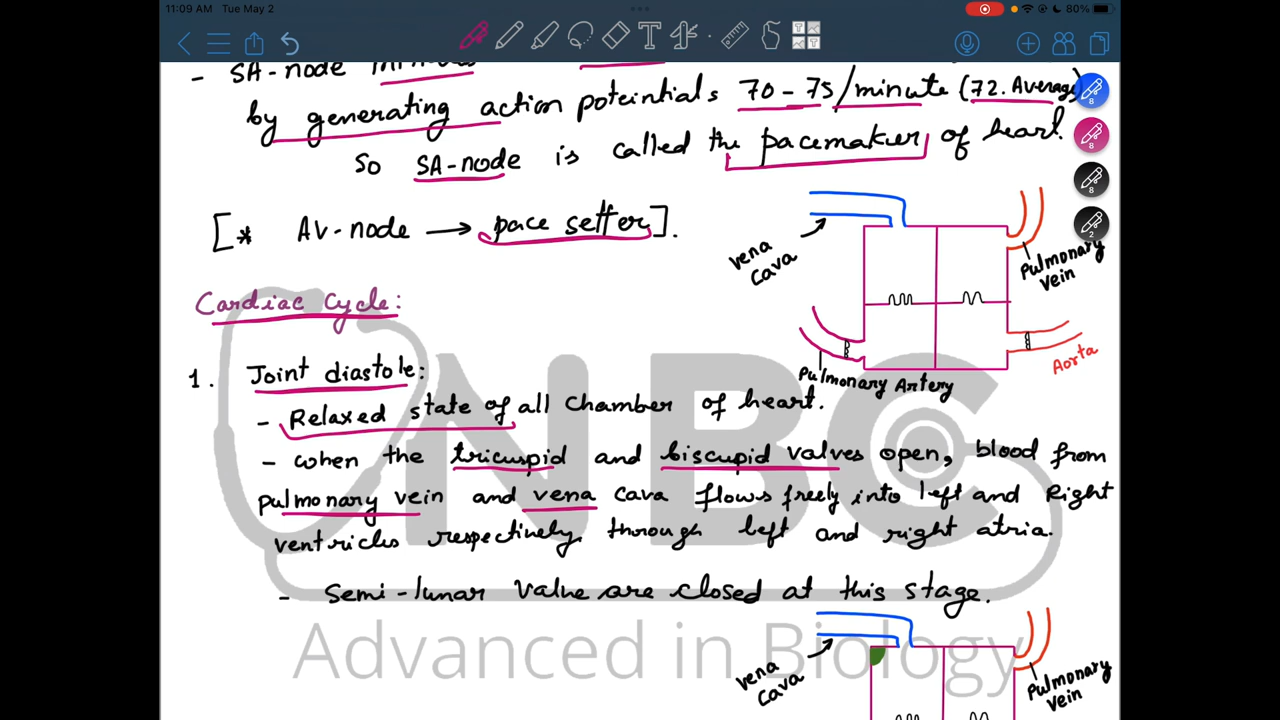 11:09 AM Tue May 2
80%
- SA-node
by generating action poteintials 70 - 75/minute (72. Average)
So SA-node is called the pacemaker of heart.
[* AV-node → pace setter].
Vena Cava
Pulmonary Vein
Cardiac Cycle:
Aorta
1. Joint diastole:
Pulmonary Artery
- Relaxed state of all Chamber of heart.
- when the tricuspid and biscupid valves open, blood from
pulmonary vein and vena cava flows freely into left and Right
ventricls respectively through left and right atria.
- Semi-lunar Value are closed at this stage.
Vena Cava
Pulmonary Vein
NBC
Advanced in Biology